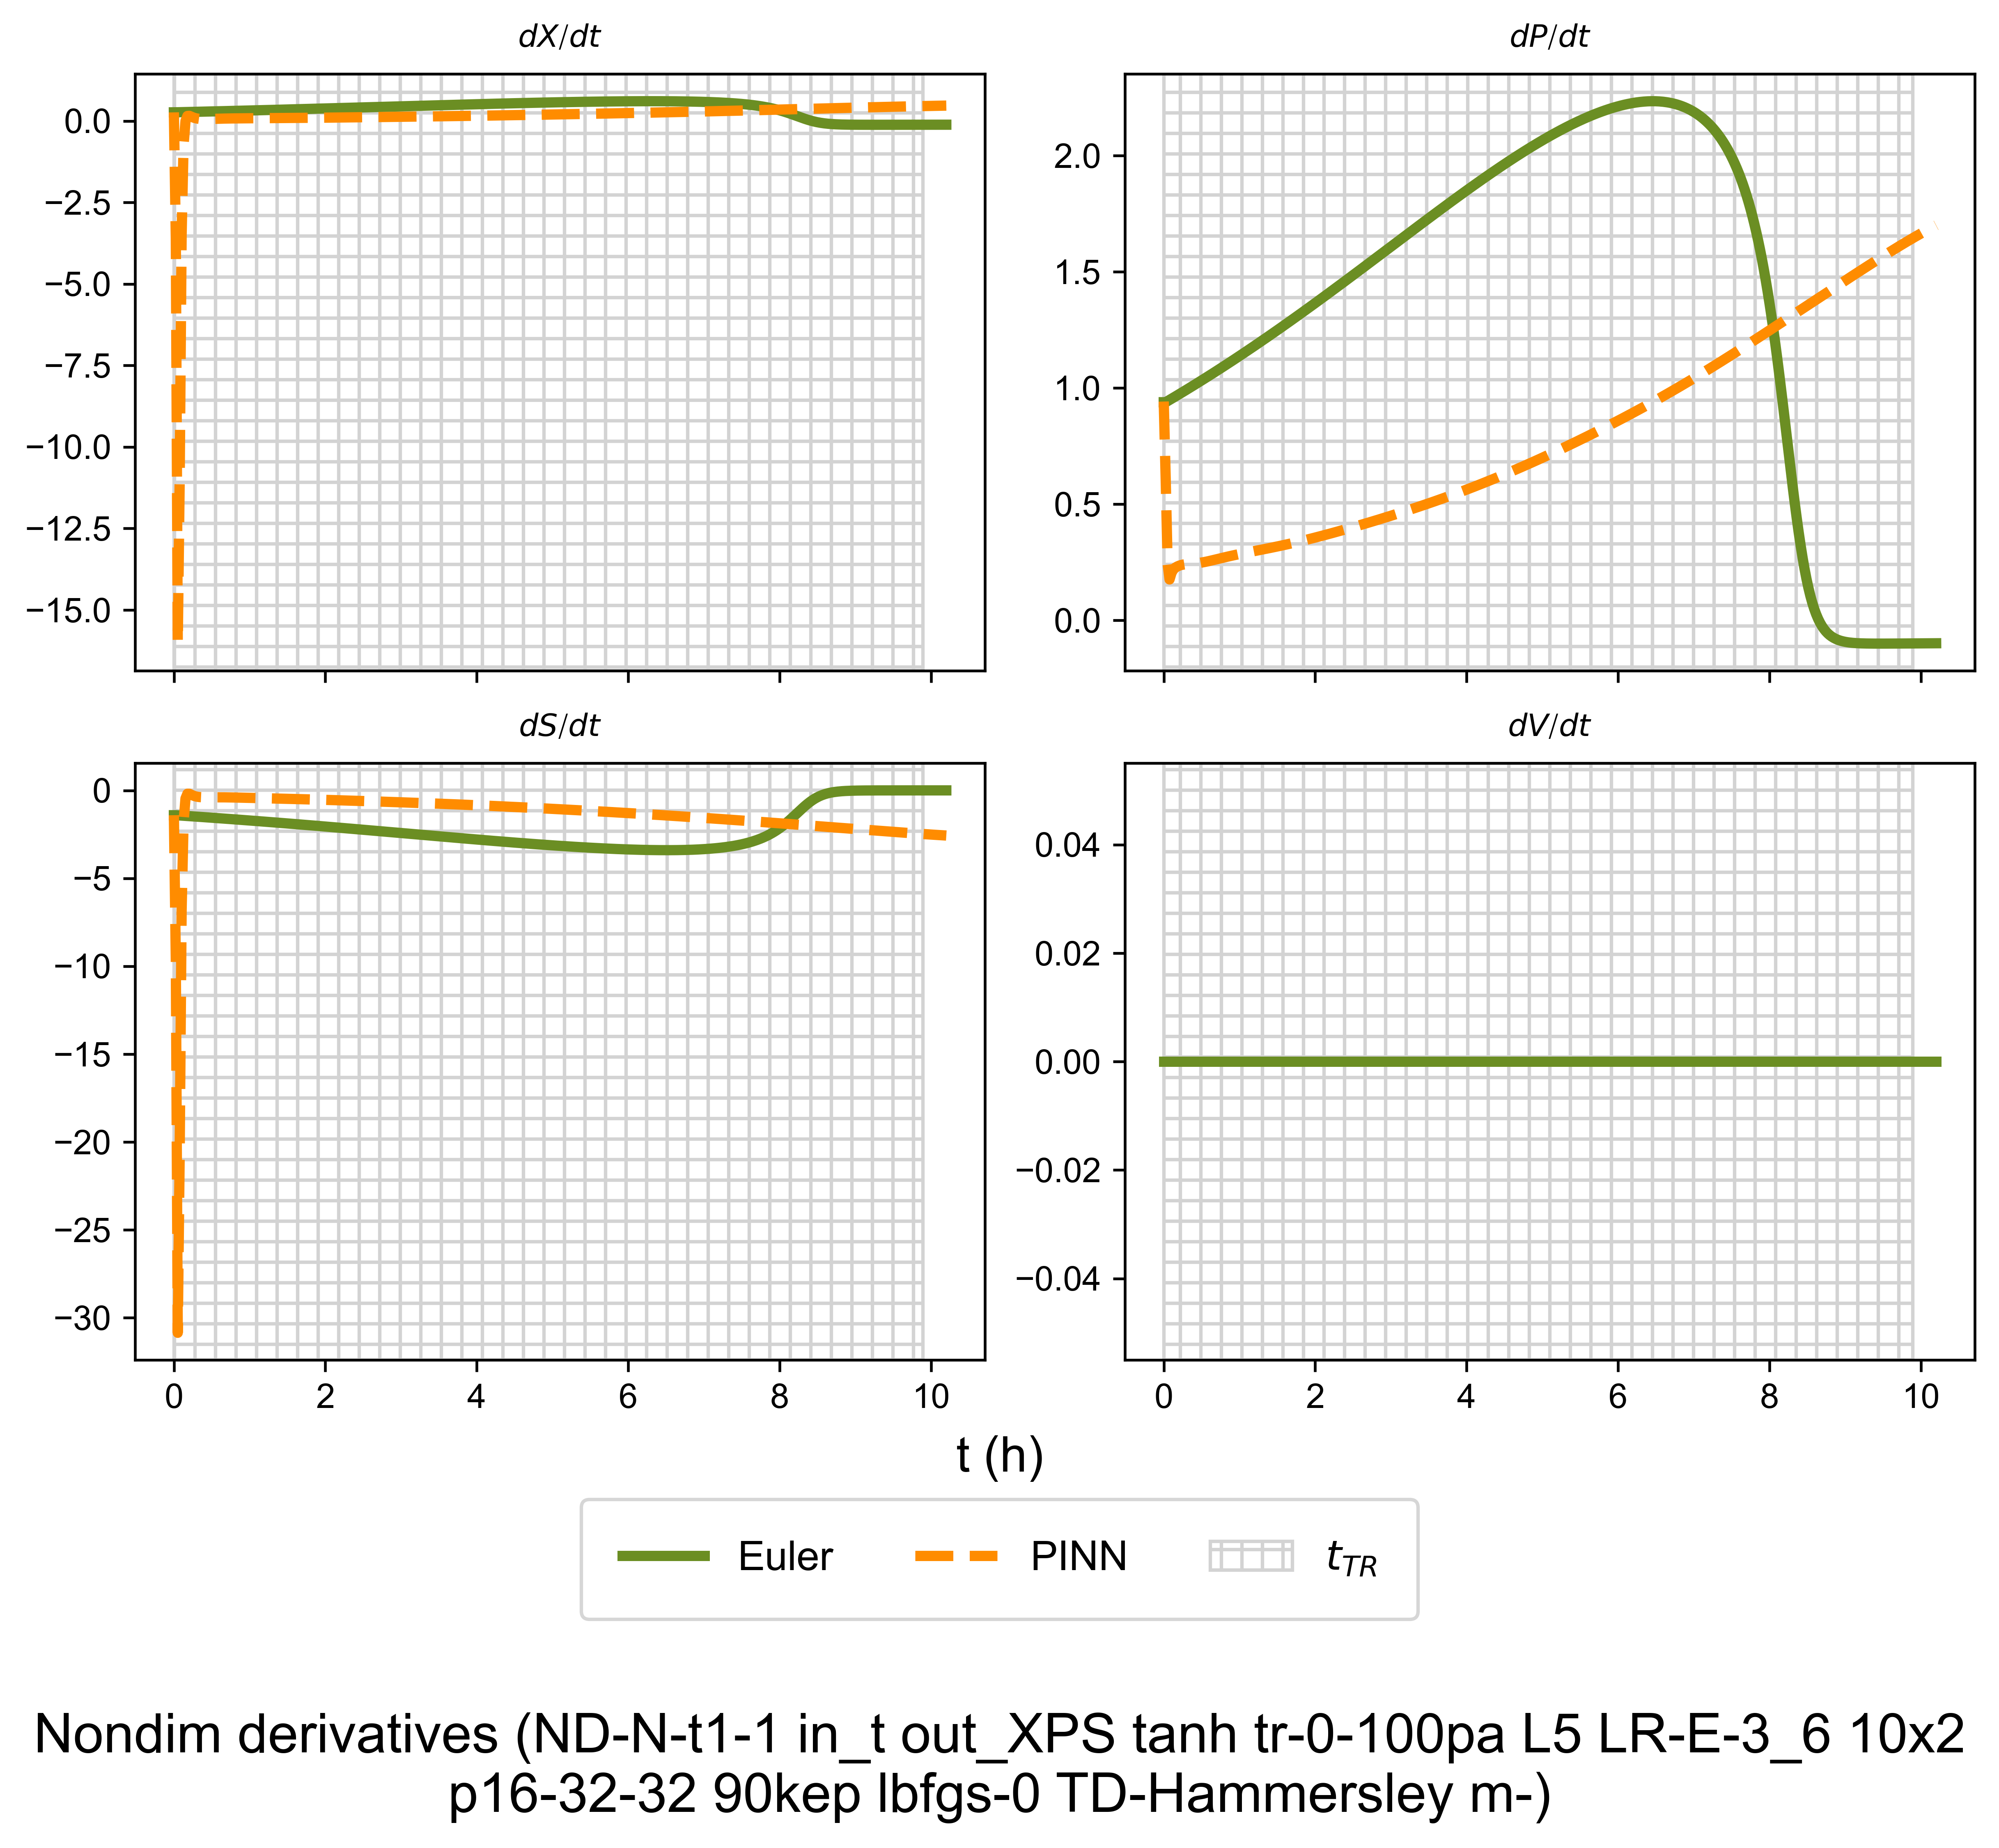 dX/dt
dP/dt
0.0
−2.5
−5.0
−7.5
−10.0
−12.5
−15.0
2.0
1.5
1.0
0.5
0.0
dS/dt
dV/dt
0
−5
−10
−15
−20
−25
−30
0.04
0.02
0.00
−0.02
−0.04
0 2 4 6 8 10
0 2 4 6 8 10
t (h)
Euler PINN t_TR
Nondim derivatives (ND-N-t1-1 in_t out_XPS tanh tr-0-100pa L5 LR-E-3_6 10x2
p16-32-32 90kep lbfgs-0 TD-Hammersley m-)